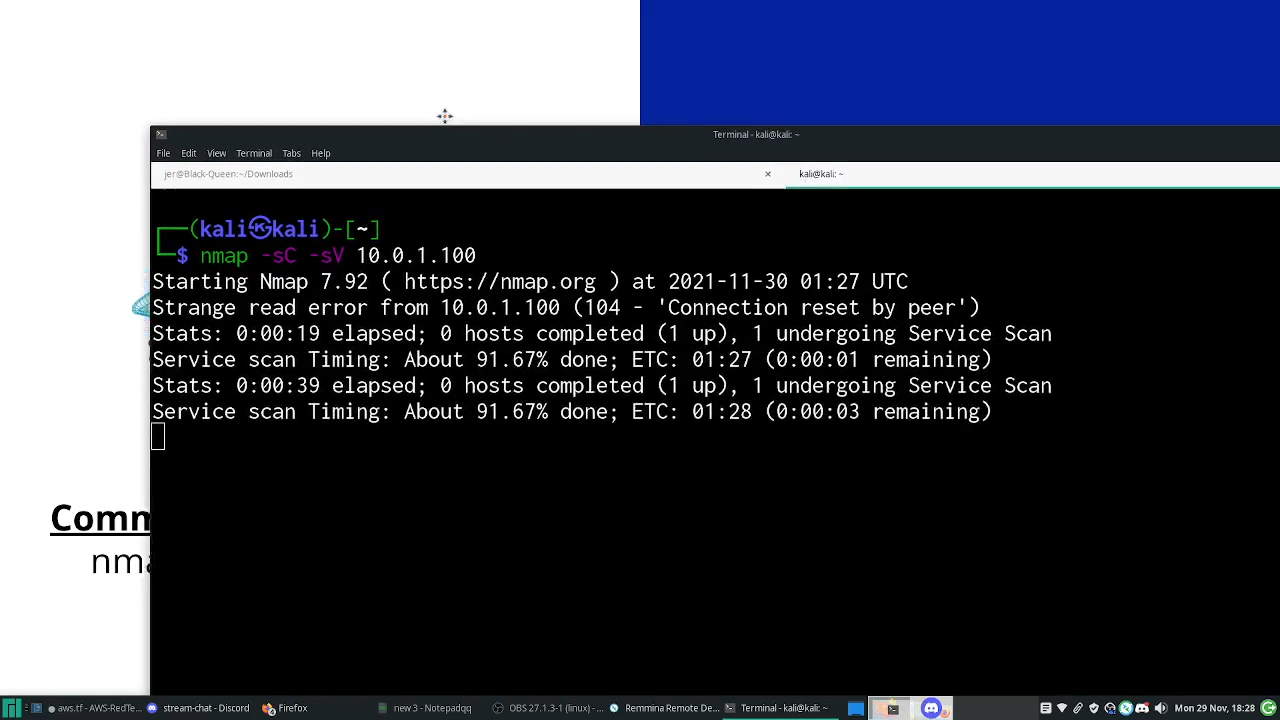 Terminal - kali@kali: ~
File Edit View Terminal Tabs Help
jer@Black-Queen:~/Downloads × kali@kali: ~
┌──(kali㉿kali)-[~]
└─$ nmap -sC -sV 10.0.1.100
Starting Nmap 7.92 ( https://nmap.org ) at 2021-11-30 01:27 UTC
Strange read error from 10.0.1.100 (104 - 'Connection reset by peer')
Stats: 0:00:19 elapsed; 0 hosts completed (1 up), 1 undergoing Service Scan
Service scan Timing: About 91.67% done; ETC: 01:27 (0:00:01 remaining)
Stats: 0:00:39 elapsed; 0 hosts completed (1 up), 1 undergoing Service Scan
Service scan Timing: About 91.67% done; ETC: 01:28 (0:00:03 remaining)
Comm
nma
● aws.tf - AWS-RedTe... stream-chat - Discord Firefox new 3 - Notepadqq OBS 27.1.3-1 (linux) - ... Remmina Remote De... Terminal - kali@kali: ~ Mon 29 Nov, 18:28